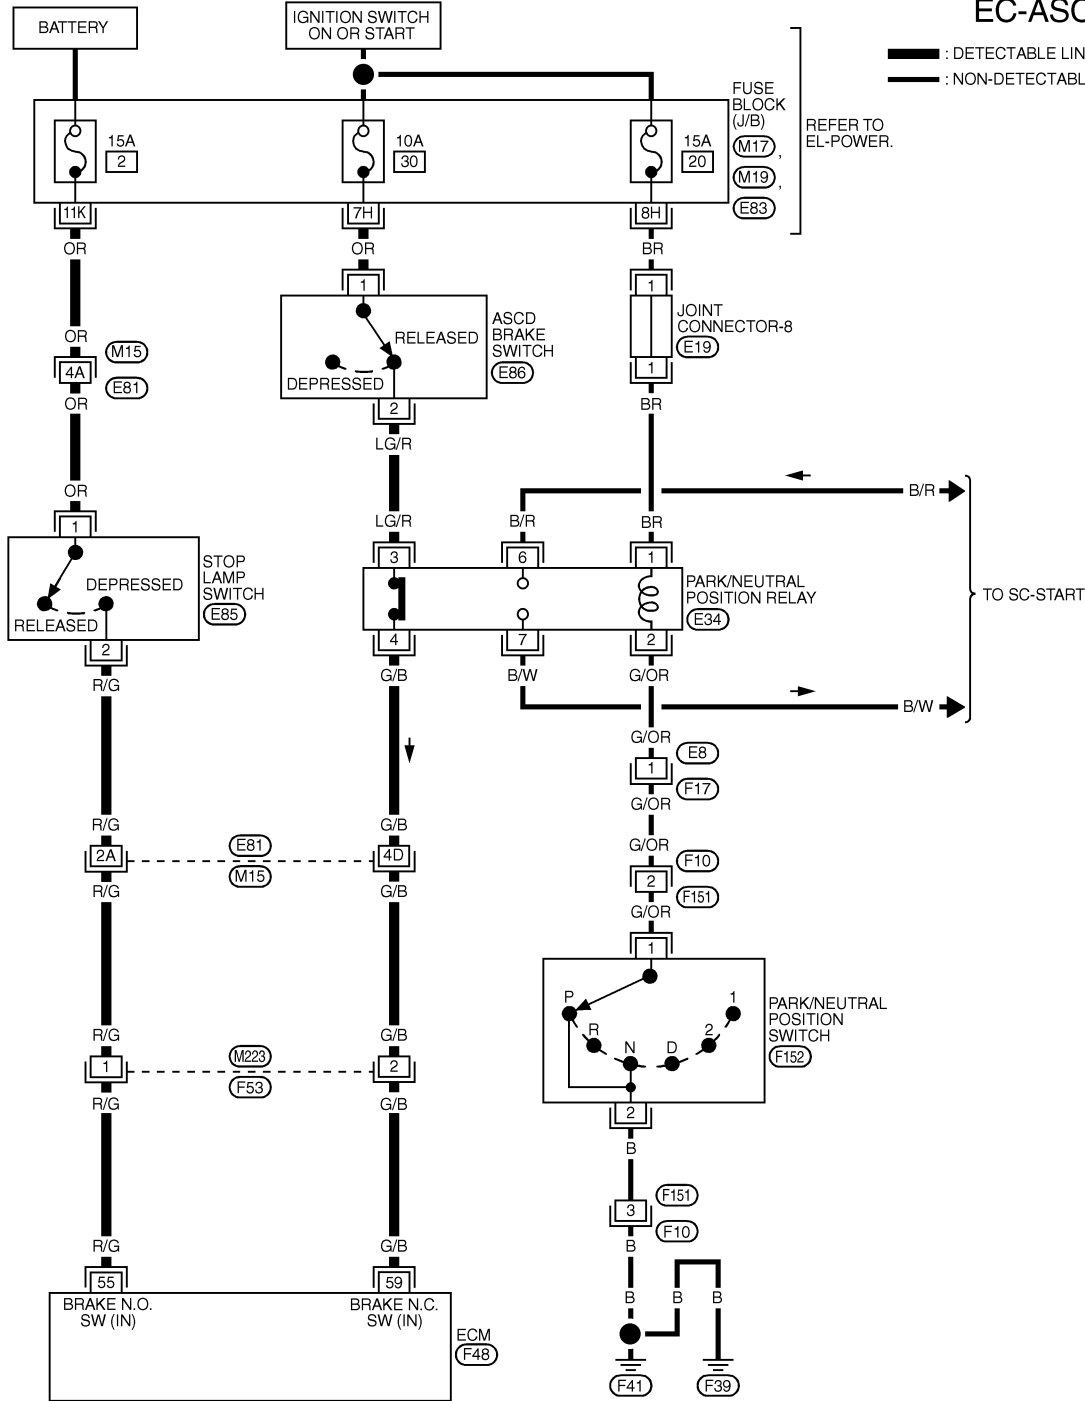 EC-ASC
BATTERY
IGNITION SWITCH
ON OR START
: DETECTABLE LIN
: NON-DETECTABL
FUSE
BLOCK
(J/B)
M17 ,
M19 ,
E83
REFER TO
EL-POWER.
15A
2
10A
30
15A
20
11K
7H
8H
OR
OR
BR
1
1
RELEASED
DEPRESSED
ASCD
BRAKE
SWITCH
E86
JOINT
CONNECTOR-8
E19
OR
M15
4A
E81
OR
1
2
BR
LG/R
OR
B/R
LG/R
B/R
BR
1
3
6
1
DEPRESSED
RELEASED
STOP
LAMP
SWITCH
E85
PARK/NEUTRAL
POSITION RELAY
E34
TO SC-START
2
4
7
2
R/G
G/B
B/W
G/OR
B/W
G/OR
E8
1
F17
G/OR
R/G
G/B
G/OR
2A
E81
M15
4D
F10
2
F151
R/G
G/B
G/OR
1
P
R
N
D
2
1
PARK/NEUTRAL
POSITION
SWITCH
F152
R/G
G/B
1
M223
F53
2
R/G
G/B
2
B
F151
3
F10
R/G
G/B
B
55
59
B
B
B
BRAKE N.O.
SW (IN)
BRAKE N.C.
SW (IN)
ECM
F48
F41
F39